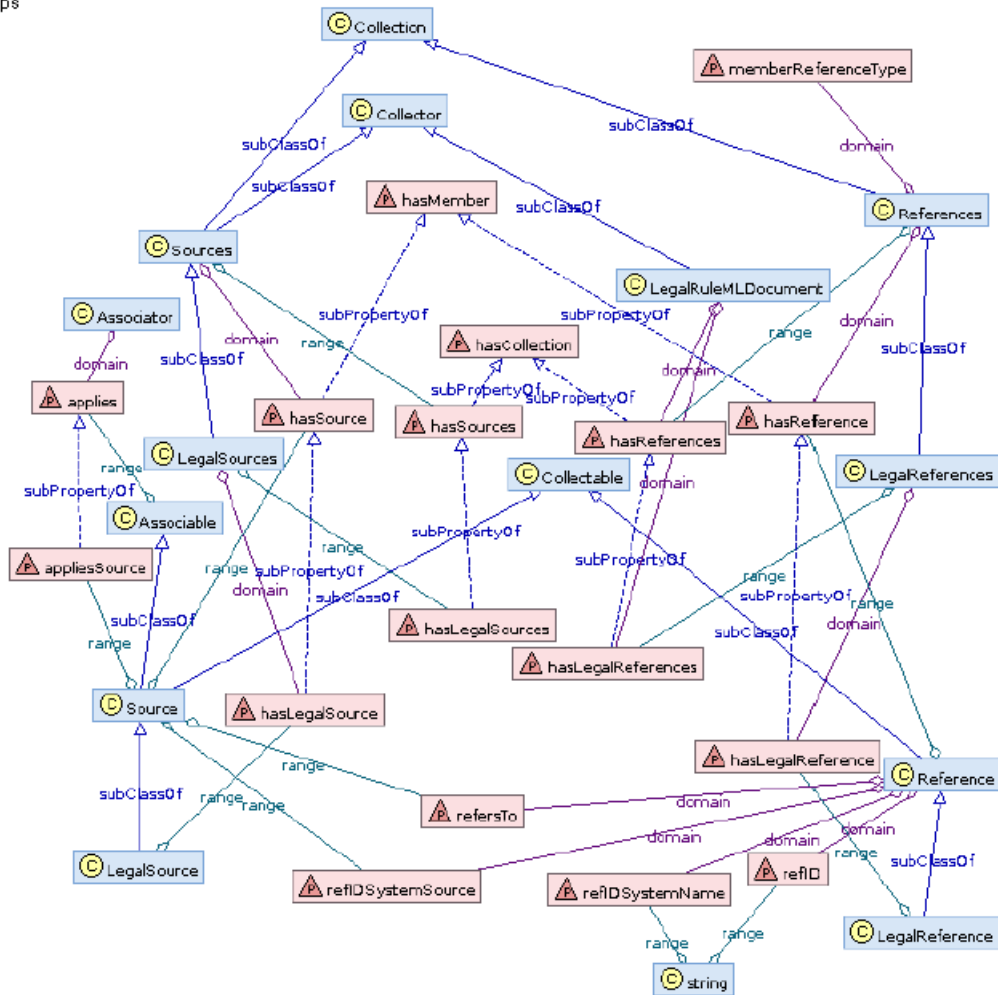 ps
C Collection
P memberReferenceType
C Collector
subClassOf
domain
subClassOf
subClassOf
P hasMember
subClassOf
C References
C Sources
C LegalRuleMLDocument
C Associator
subPropertyOf
subPropertyOf
domain
range
range
domain
P hasCollection
subClassOf
subClassOf
domain
domain
P applies
subPropertyOf
subPropertyOf
P hasSource
P hasSources
P hasReference
P hasReferences
C LegalSources
range
C Collectable
C LegalReferences
domain
subPropertyOf
C Associable
subPropertyOf
range
subPropertyOf
P appliesSource
range
subPropertyOf
range
domain
subClassOf
subPropertyOf
range
subClassOf
P hasLegalSources
domain
subClassOf
range
P hasLegalReferences
C Source
P hasLegalSource
P hasLegalReference
range
C Reference
subClassOf
range
range
P refersTo
domain
domain
domain
domain
range
subClassOf
C LegalSource
P refIDSystemSource
P refIDSystemName
P refID
C LegalReference
range
range
C string